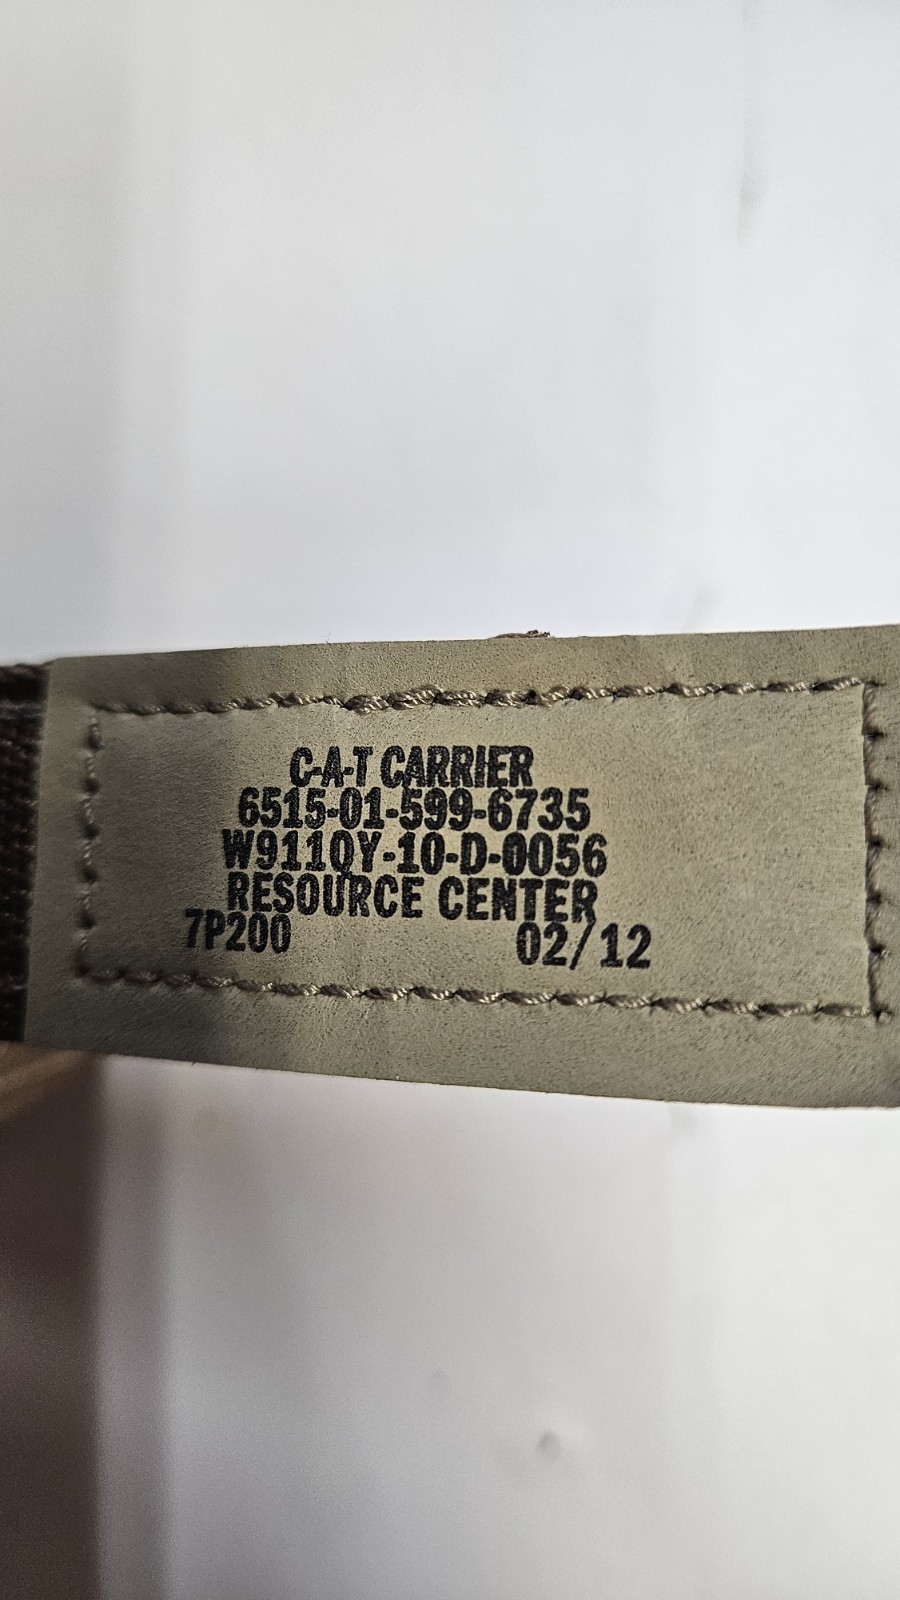 C-A-T CARRIER
6515-01-599-6735
W911QY-10-D-0056
RESOURCE CENTER
7P200 02/12